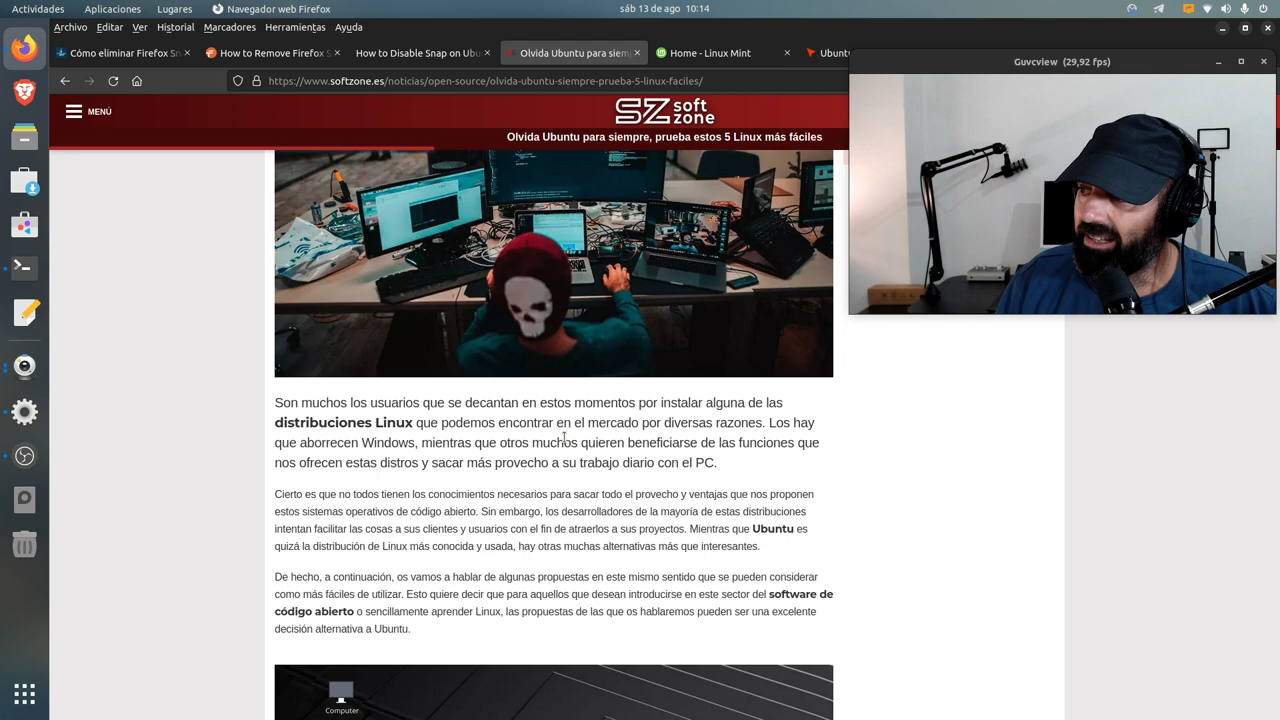 Actividades Aplicaciones Lugares Navegador web Firefox sáb 13 de ago 10:14
Archivo Editar Ver Historial Marcadores Herramientas Ayuda
Cómo eliminar Firefox Sn
How to Remove Firefox S
How to Disable Snap on Ubu
Olvida Ubuntu para siem
Home - Linux Mint
Ubunt
Guvcview (29,92 fps)
https://www.softzone.es/noticias/open-source/olvida-ubuntu-siempre-prueba-5-linux-faciles/
MENÚ
SZ soft zone
Olvida Ubuntu para siempre, prueba estos 5 Linux más fáciles
Son muchos los usuarios que se decantan en estos momentos por instalar alguna de las
distribuciones Linux que podemos encontrar en el mercado por diversas razones. Los hay
que aborrecen Windows, mientras que otros muchos quieren beneficiarse de las funciones que
nos ofrecen estas distros y sacar más provecho a su trabajo diario con el PC.
Cierto es que no todos tienen los conocimientos necesarios para sacar todo el provecho y ventajas que nos proponen
estos sistemas operativos de código abierto. Sin embargo, los desarrolladores de la mayoría de estas distribuciones
intentan facilitar las cosas a sus clientes y usuarios con el fin de atraerlos a sus proyectos. Mientras que Ubuntu es
quizá la distribución de Linux más conocida y usada, hay otras muchas alternativas más que interesantes.
De hecho, a continuación, os vamos a hablar de algunas propuestas en este mismo sentido que se pueden considerar
como más fáciles de utilizar. Esto quiere decir que para aquellos que desean introducirse en este sector del software de
código abierto o sencillamente aprender Linux, las propuestas de las que os hablaremos pueden ser una excelente
decisión alternativa a Ubuntu.
Computer